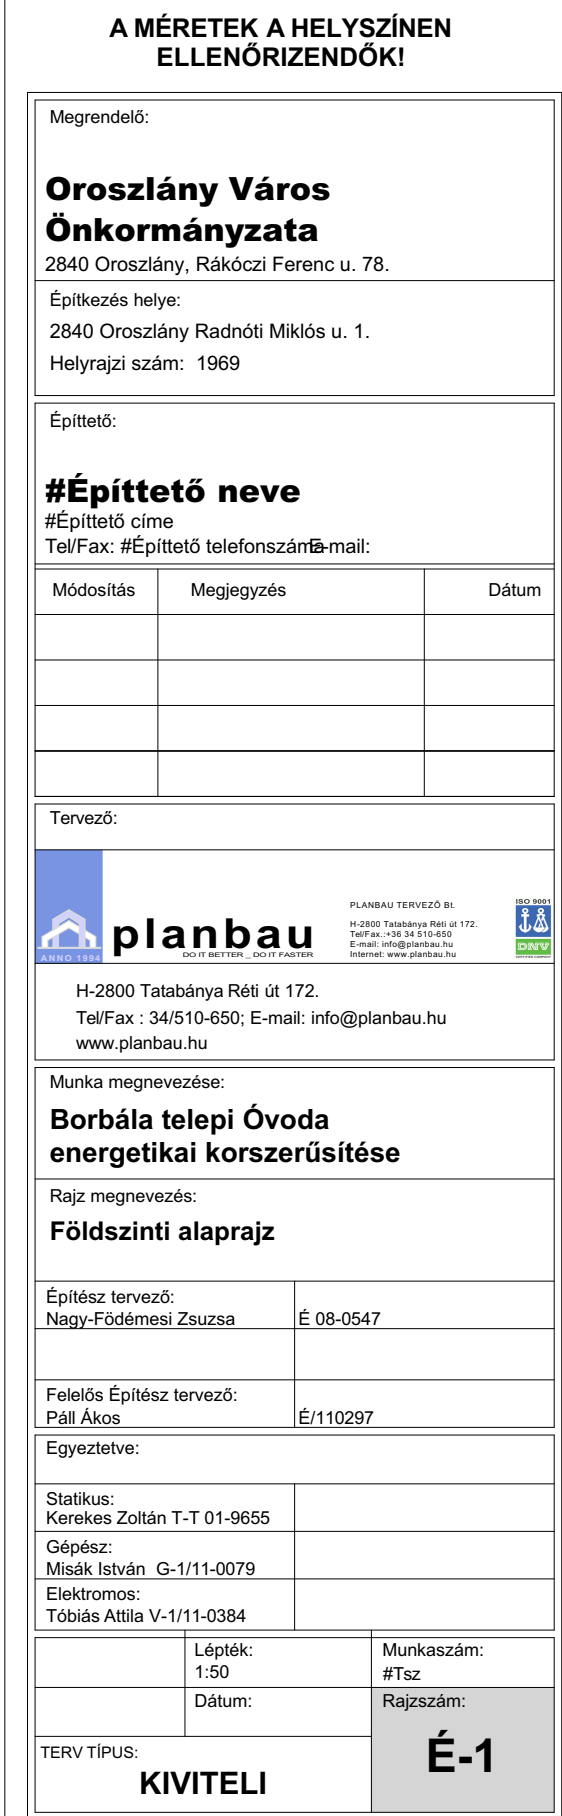 A MÉRETEK A HELYSZÍNEN
ELLENŐRIZENDŐK!
Megrendelő:
Oroszlány Város
Önkormányzata
2840 Oroszlány, Rákóczi Ferenc u. 78.
Építkezés helye:
2840 Oroszlány Radnóti Miklós u. 1.
Helyrajzi szám: 1969
Építtető:
#Építtető neve
#Építtető címe
Tel/Fax: #Építtető telefonszáma E-mail:
Módosítás Megjegyzés Dátum
Tervező:
ANNO 1994
planbau
DO IT BETTER _ DO IT FASTER
PLANBAU TERVEZŐ Bt.
H-2800 Tatabánya Réti út 172.
Tel/Fax.:+36 34 510-650
E-mail: info@planbau.hu
Internet: www.planbau.hu
ISO 9001
DNV
H-2800 Tatabánya Réti út 172.
Tel/Fax : 34/510-650; E-mail: info@planbau.hu
www.planbau.hu
Munka megnevezése:
Borbála telepi Óvoda
energetikai korszerűsítése
Rajz megnevezés:
Földszinti alaprajz
Építész tervező:
Nagy-Födémesi Zsuzsa É 08-0547
Felelős Építész tervező:
Páll Ákos É/110297
Egyeztetve:
Statikus:
Kerekes Zoltán T-T 01-9655
Gépész:
Misák István G-1/11-0079
Elektromos:
Tóbiás Attila V-1/11-0384
Lépték: Munkaszám:
1:50 #Tsz
Dátum: Rajzszám:
É-1
TERV TÍPUS:
KIVITELI